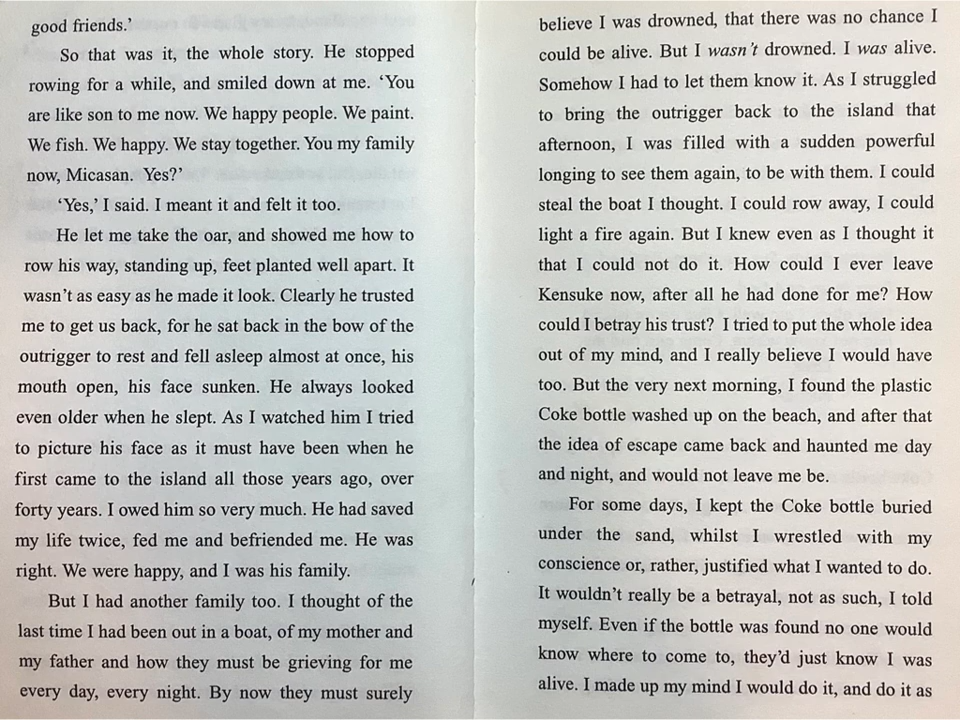 good friends.’
So that was it, the whole story. He stopped
rowing for a while, and smiled down at me. ‘You
are like son to me now. We happy people. We paint.
We fish. We happy. We stay together. You my family
now, Micasan. Yes?’
‘Yes,’ I said. I meant it and felt it too.
He let me take the oar, and showed me how to
row his way, standing up, feet planted well apart. It
wasn’t as easy as he made it look. Clearly he trusted
me to get us back, for he sat back in the bow of the
outrigger to rest and fell asleep almost at once, his
mouth open, his face sunken. He always looked
even older when he slept. As I watched him I tried
to picture his face as it must have been when he
first came to the island all those years ago, over
forty years. I owed him so very much. He had saved
my life twice, fed me and befriended me. He was
right. We were happy, and I was his family.
But I had another family too. I thought of the
last time I had been out in a boat, of my mother and
my father and how they must be grieving for me
every day, every night. By now they must surely
believe I was drowned, that there was no chance I
could be alive. But I wasn’t drowned. I was alive.
Somehow I had to let them know it. As I struggled
to bring the outrigger back to the island that
afternoon, I was filled with a sudden powerful
longing to see them again, to be with them. I could
steal the boat I thought. I could row away, I could
light a fire again. But I knew even as I thought it
that I could not do it. How could I ever leave
Kensuke now, after all he had done for me? How
could I betray his trust? I tried to put the whole idea
out of my mind, and I really believe I would have
too. But the very next morning, I found the plastic
Coke bottle washed up on the beach, and after that
the idea of escape came back and haunted me day
and night, and would not leave me be.
For some days, I kept the Coke bottle buried
under the sand, whilst I wrestled with my
conscience or, rather, justified what I wanted to do.
It wouldn’t really be a betrayal, not as such, I told
myself. Even if the bottle was found no one would
know where to come to, they’d just know I was
alive. I made up my mind I would do it, and do it as